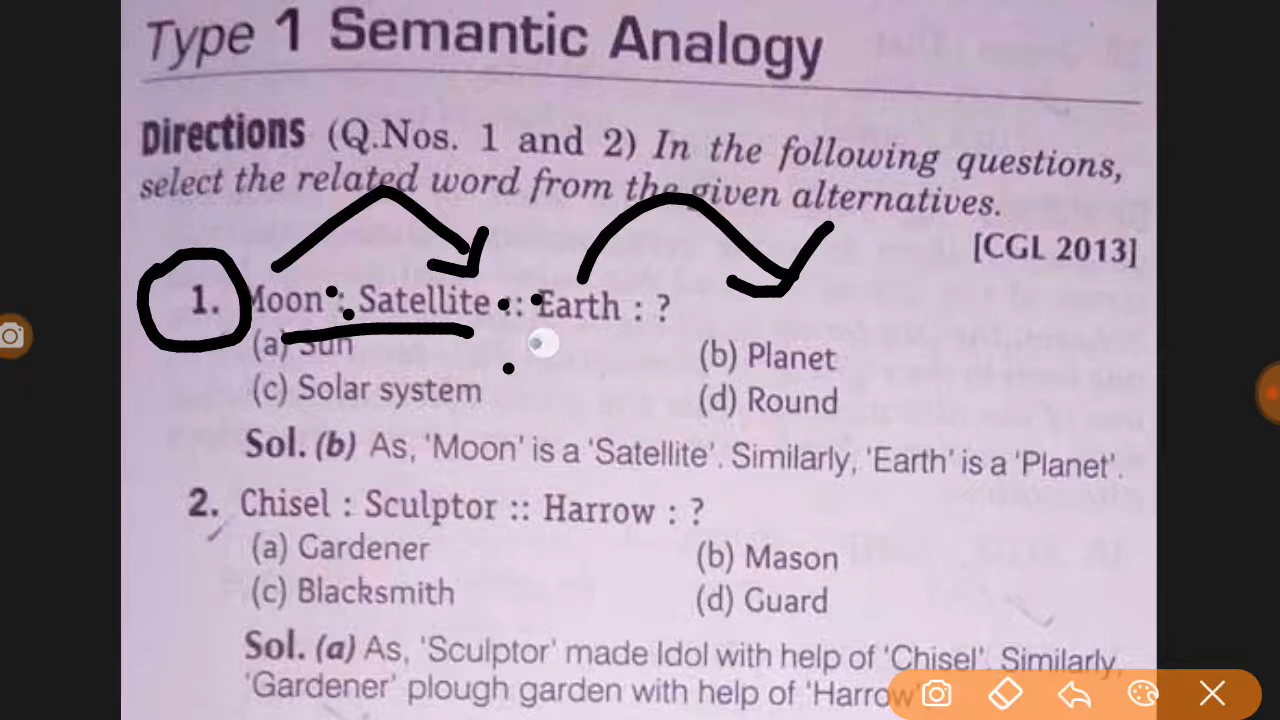 Type 1 Semantic Analogy
Directions (Q.Nos. 1 and 2) In the following questions,
select the related word from the given alternatives.
[CGL 2013]
1. Moon : Satellite :: Earth : ?
(a) Sun (b) Planet
(c) Solar system (d) Round
Sol. (b) As, 'Moon' is a 'Satellite'. Similarly, 'Earth' is a 'Planet'.
2. Chisel : Sculptor :: Harrow : ?
(a) Gardener (b) Mason
(c) Blacksmith (d) Guard
Sol. (a) As, 'Sculptor' made Idol with help of 'Chisel'. Similarly,
'Gardener' plough garden with help of 'Harrow'